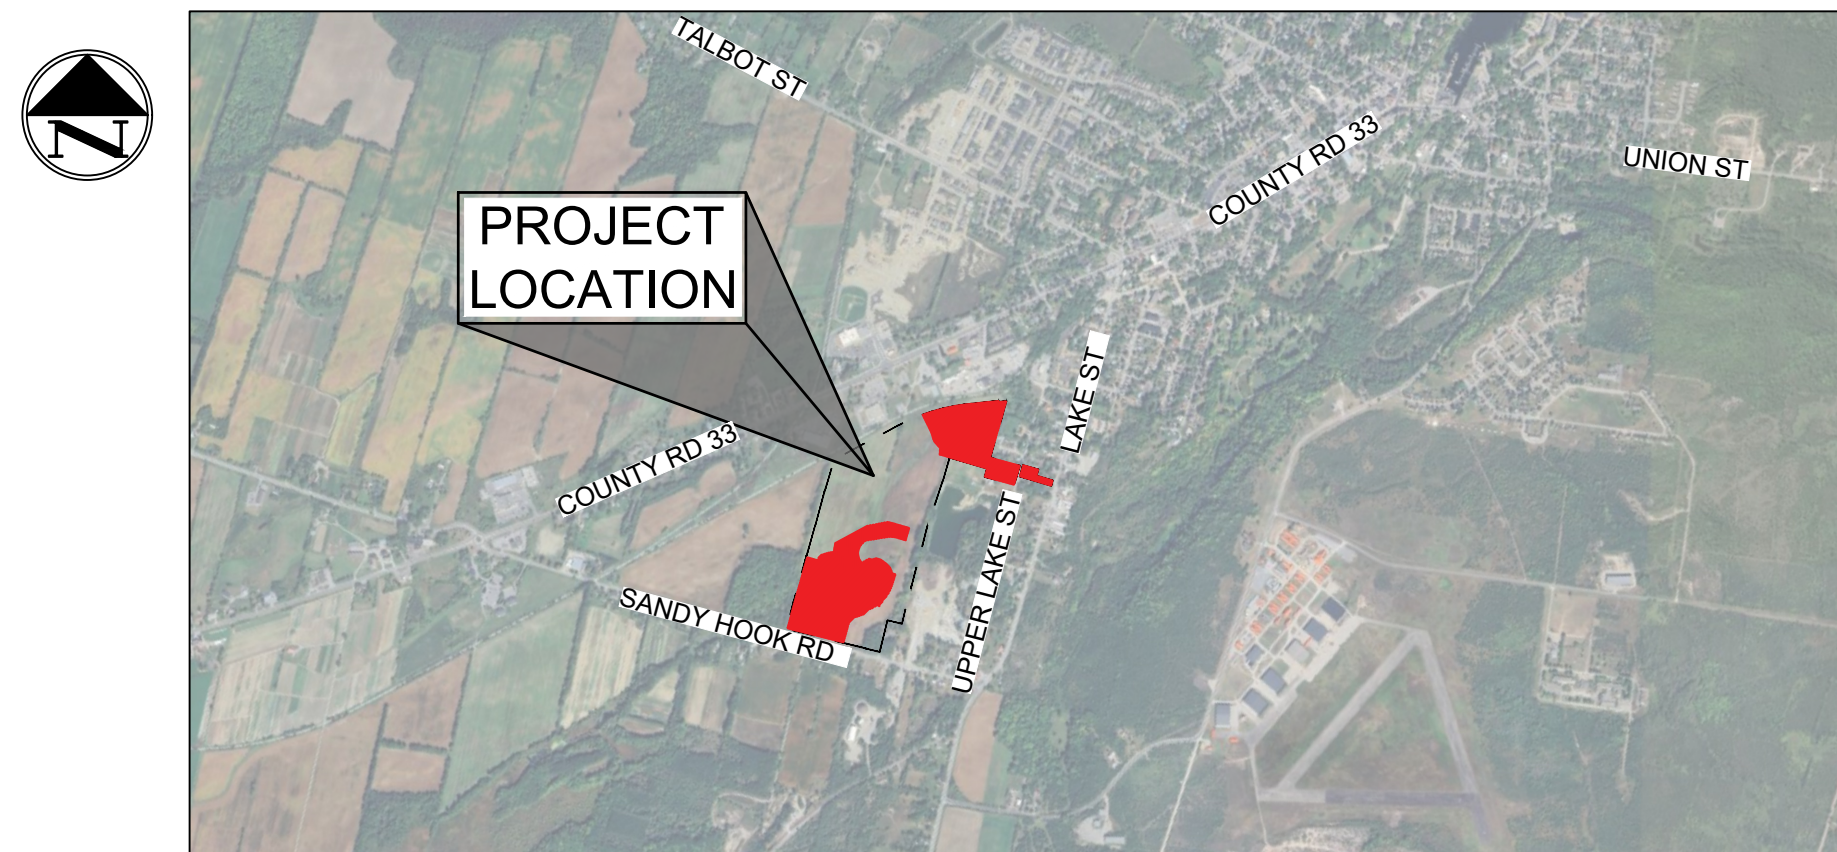 N
TALBOT ST
COUNTY RD 33
UNION ST
PROJECT
LOCATION
LAKE ST
COUNTY RD 33
UPPER LAKE ST
SANDY HOOK RD